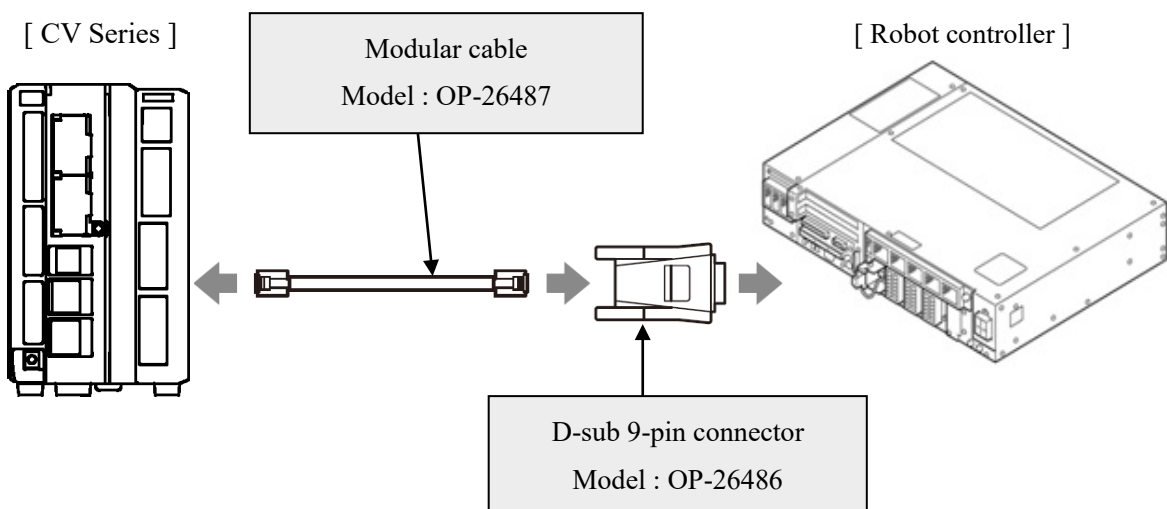 [ CV Series ]
Modular cable
Model : OP-26487
[ Robot controller ]
D-sub 9-pin connector
Model : OP-26486